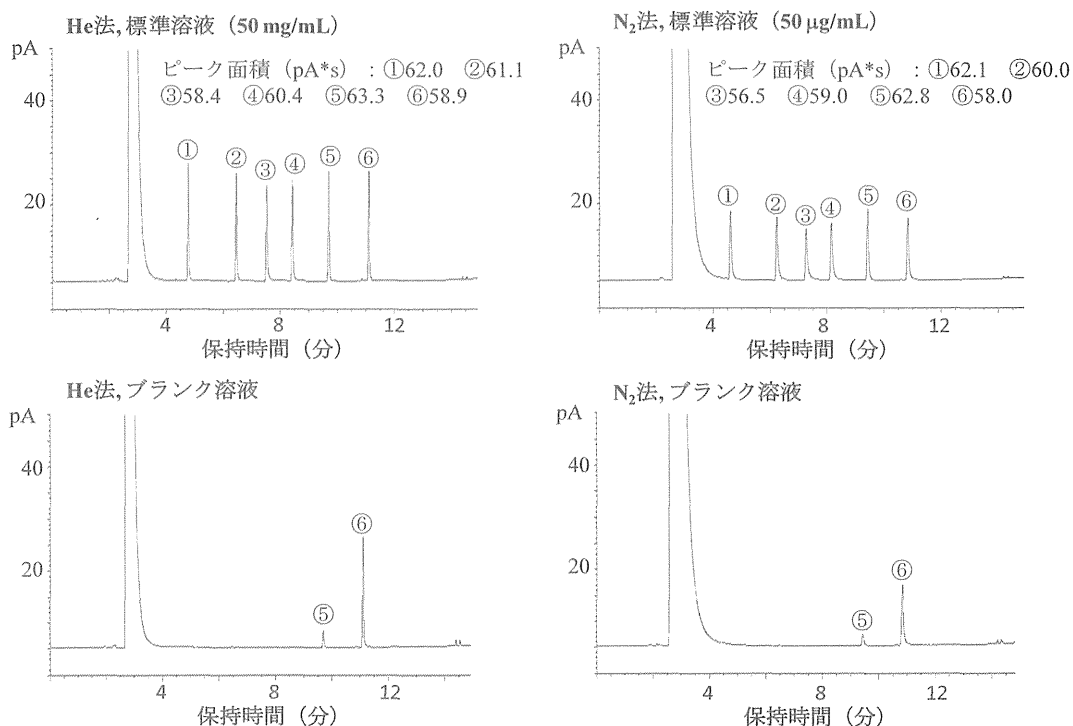 He法, 標準溶液（50 mg/mL）
pA
ピーク面積（pA*s）：①62.0 ②61.1
③58.4 ④60.4 ⑤63.3 ⑥58.9
40
20
① ② ③ ④ ⑤ ⑥
4 8 12
保持時間（分）
N₂法, 標準溶液（50 µg/mL）
pA
ピーク面積（pA*s）：①62.1 ②60.0
③56.5 ④59.0 ⑤62.8 ⑥58.0
40
20
① ② ③ ④ ⑤ ⑥
4 8 12
保持時間（分）
He法, ブランク溶液
pA
40
20
⑤ ⑥
4 8 12
保持時間（分）
N₂法, ブランク溶液
pA
40
20
⑤ ⑥
4 8 12
保持時間（分）